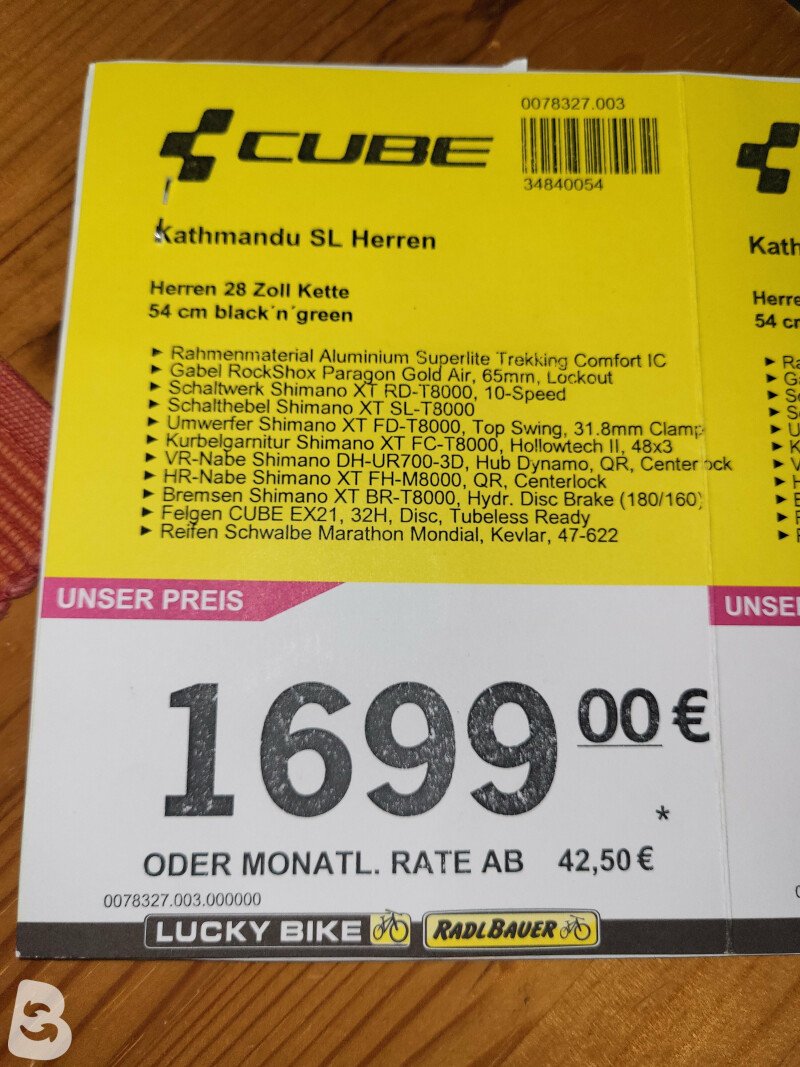 CUBE
0078327.003
34840054
Kathmandu SL Herren
Herren 28 Zoll Kette
54 cm black´n´green
► Rahmenmaterial Aluminium Superlite Trekking Comfort IC
► Gabel RockShox Paragon Gold Air, 65mm, Lockout
► Schaltwerk Shimano XT RD-T8000, 10-Speed
► Schalthebel Shimano XT SL-T8000
► Umwerfer Shimano XT FD-T8000, Top Swing, 31.8mm Clamp
► Kurbelgarnitur Shimano XT FC-T8000, Hollowtech II, 48x3
► VR-Nabe Shimano DH-UR700-3D, Hub Dynamo, QR, Centerlock
► HR-Nabe Shimano XT FH-M8000, QR, Centerlock
► Bremsen Shimano XT BR-T8000, Hydr. Disc Brake (180/160)
► Felgen CUBE EX21, 32H, Disc, Tubeless Ready
► Reifen Schwalbe Marathon Mondial, Kevlar, 47-622
UNSER PREIS
1699 00 €
*
ODER MONATL. RATE AB 42,50 €
0078327.003.000000
LUCKY BIKE
RADLBAUER
Kath
Herre
54 cr
UNSE